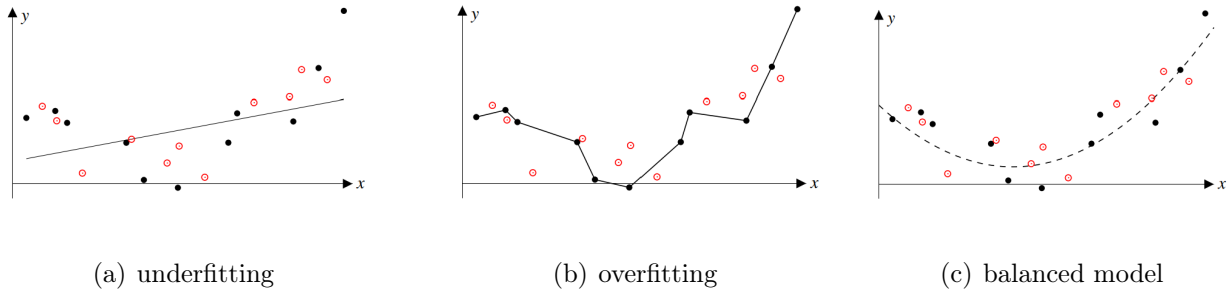 y
x
y
x
y
x
(a) underfitting
(b) overfitting
(c) balanced model